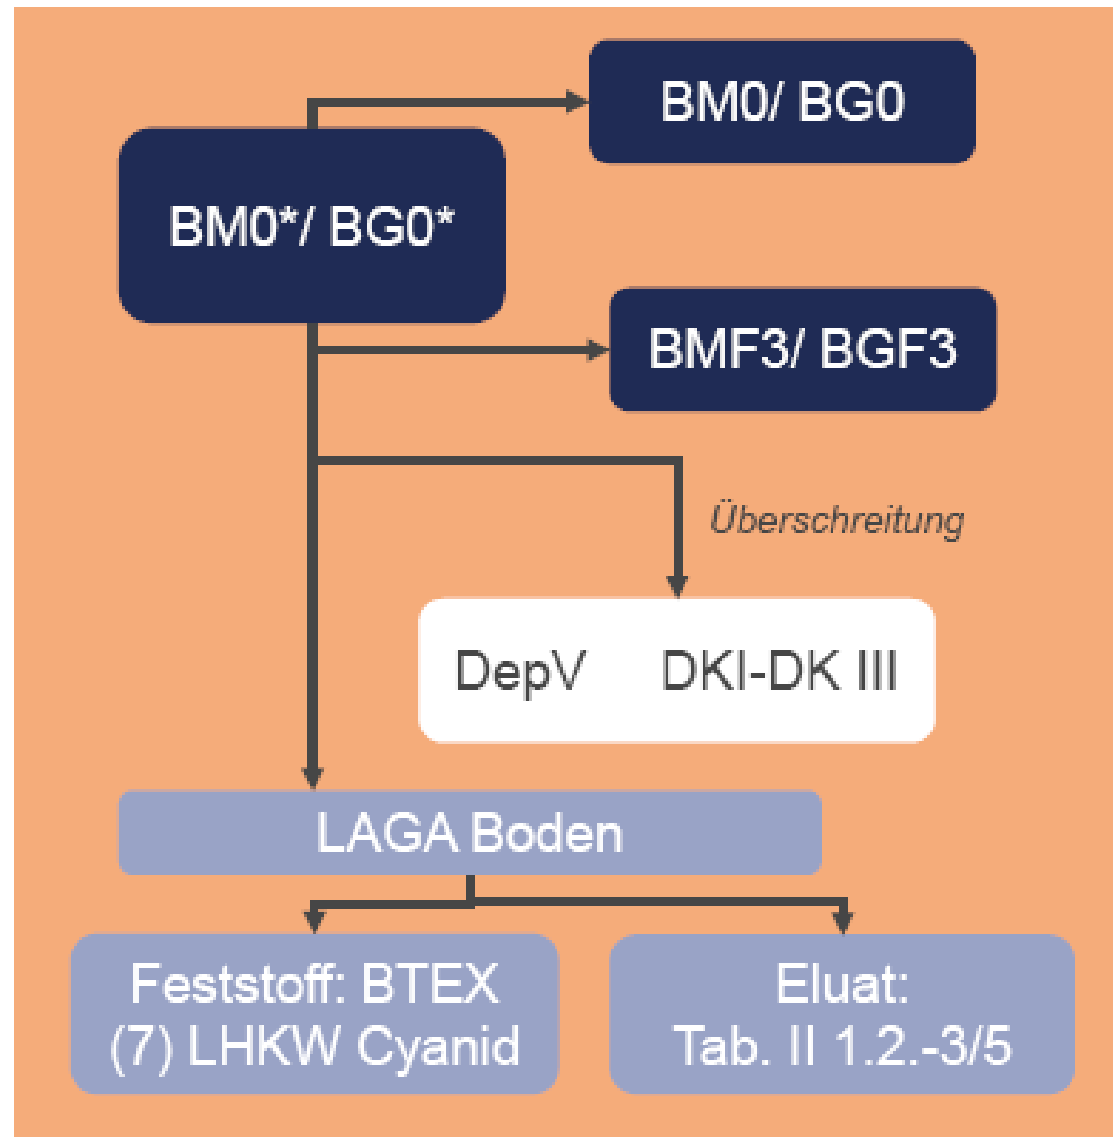 BM0/ BG0
BM0*/ BG0*
BMF3/ BGF3
Überschreitung
DepV DKI-DK III
LAGA Boden
Feststoff: BTEX
(7) LHKW Cyanid
Eluat:
Tab. II 1.2.-3/5